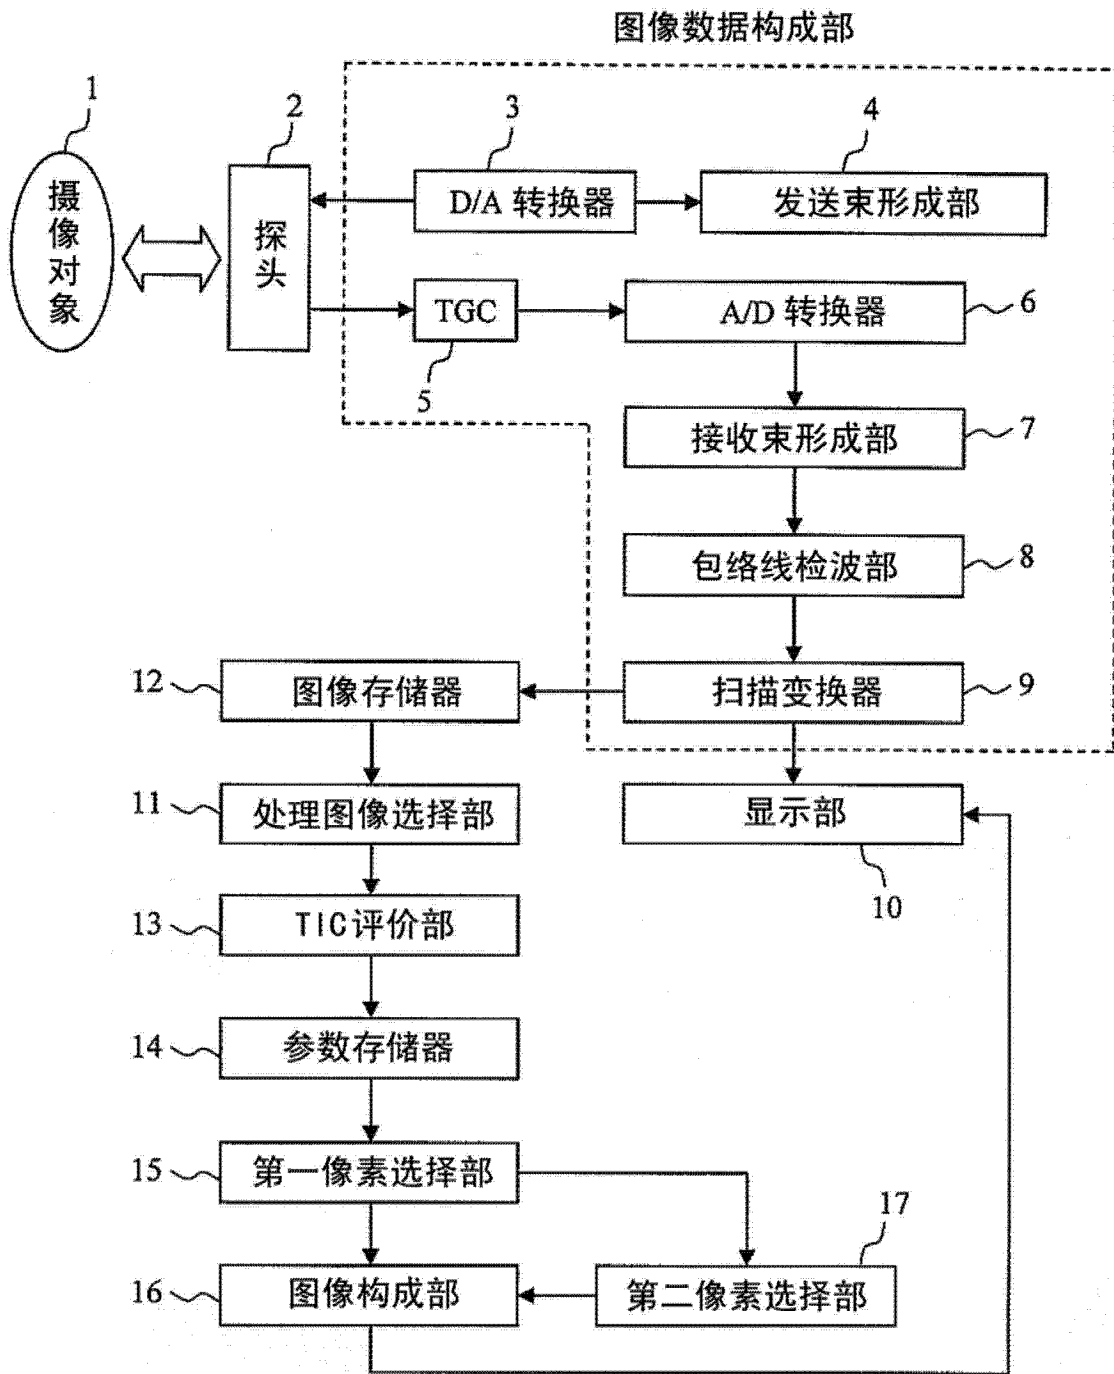 图像数据构成部
1
2
3
4
摄像对象
探头
D/A 转换器
发送束形成部
TGC
A/D 转换器
6
5
接收束形成部
7
包络线检波部
8
12
图像存储器
扫描变换器
9
11
处理图像选择部
显示部
10
13
TIC评价部
14
参数存储器
15
第一像素选择部
17
16
图像构成部
第二像素选择部